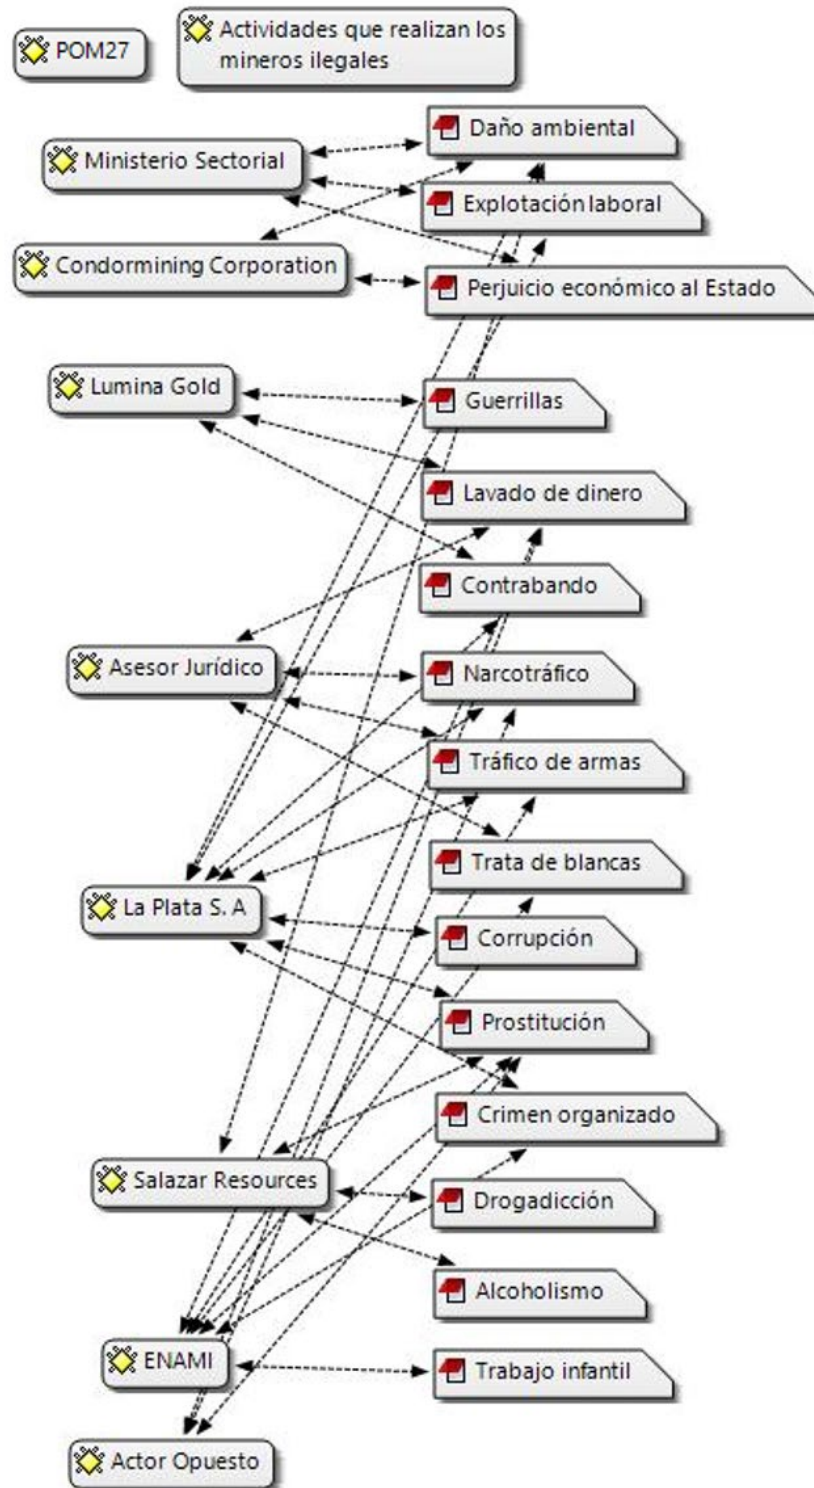 POM27
Actividades que realizan los
mineros ilegales
Daño ambiental
Ministerio Sectorial
Explotación laboral
Condormining Corporation
Perjuicio económico al Estado
Lumina Gold
Guerrillas
Lavado de dinero
Contrabando
Asesor Jurídico
Narcotráfico
Tráfico de armas
Trata de blancas
La Plata S. A
Corrupción
Prostitución
Crimen organizado
Salazar Resources
Drogadicción
Alcoholismo
ENAMI
Trabajo infantil
Actor Opuesto